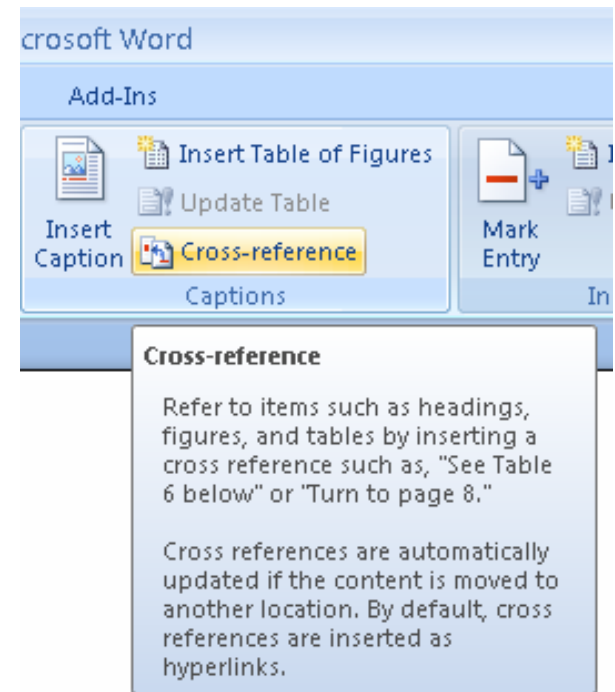 crosoft Word
Add-Ins
Insert Table of Figures
Update Table
Insert
Caption
Cross-reference
Captions
Mark
Entry
In
Cross-reference
Refer to items such as headings,
figures, and tables by inserting a
cross reference such as, "See Table
6 below" or "Turn to page 8."
Cross references are automatically
updated if the content is moved to
another location. By default, cross
references are inserted as
hyperlinks.